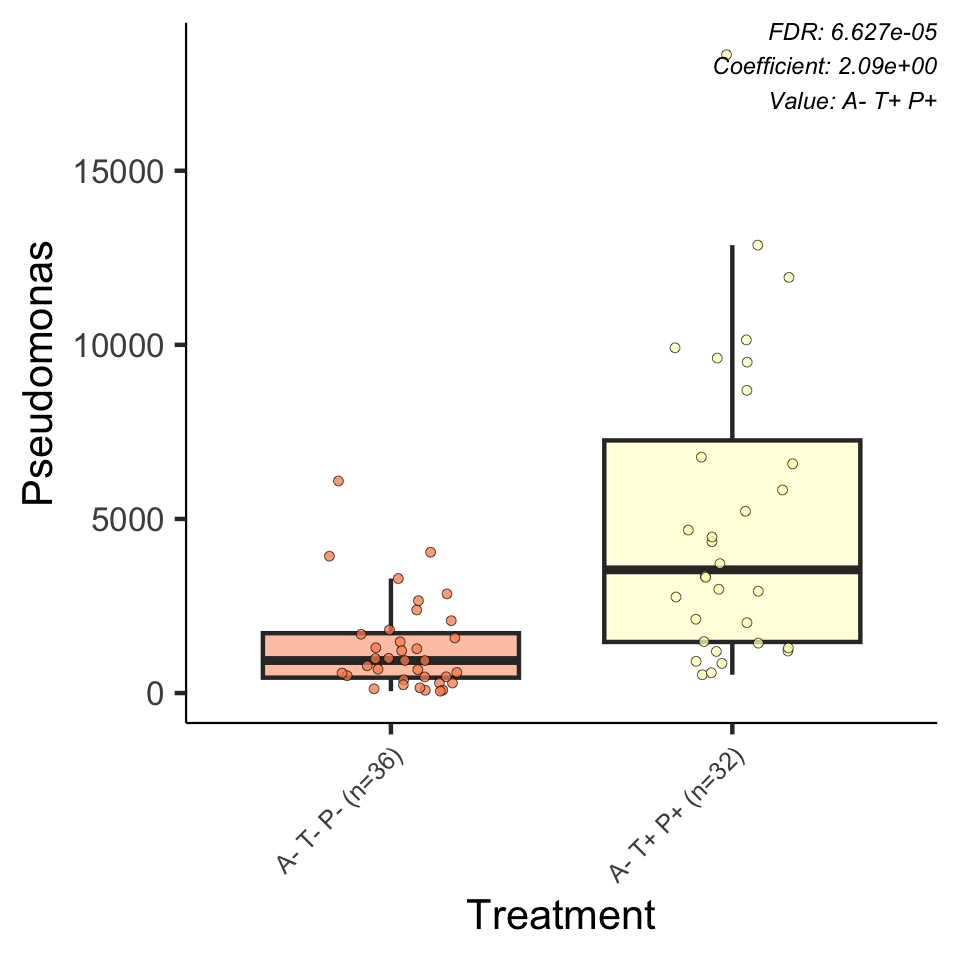 FDR: 6.627e-05
Coefficient: 2.09e+00
Value: A- T+ P+
15000
10000
5000
0
Pseudomonas
A- T- P- (n=36)
A- T+ P+ (n=32)
Treatment